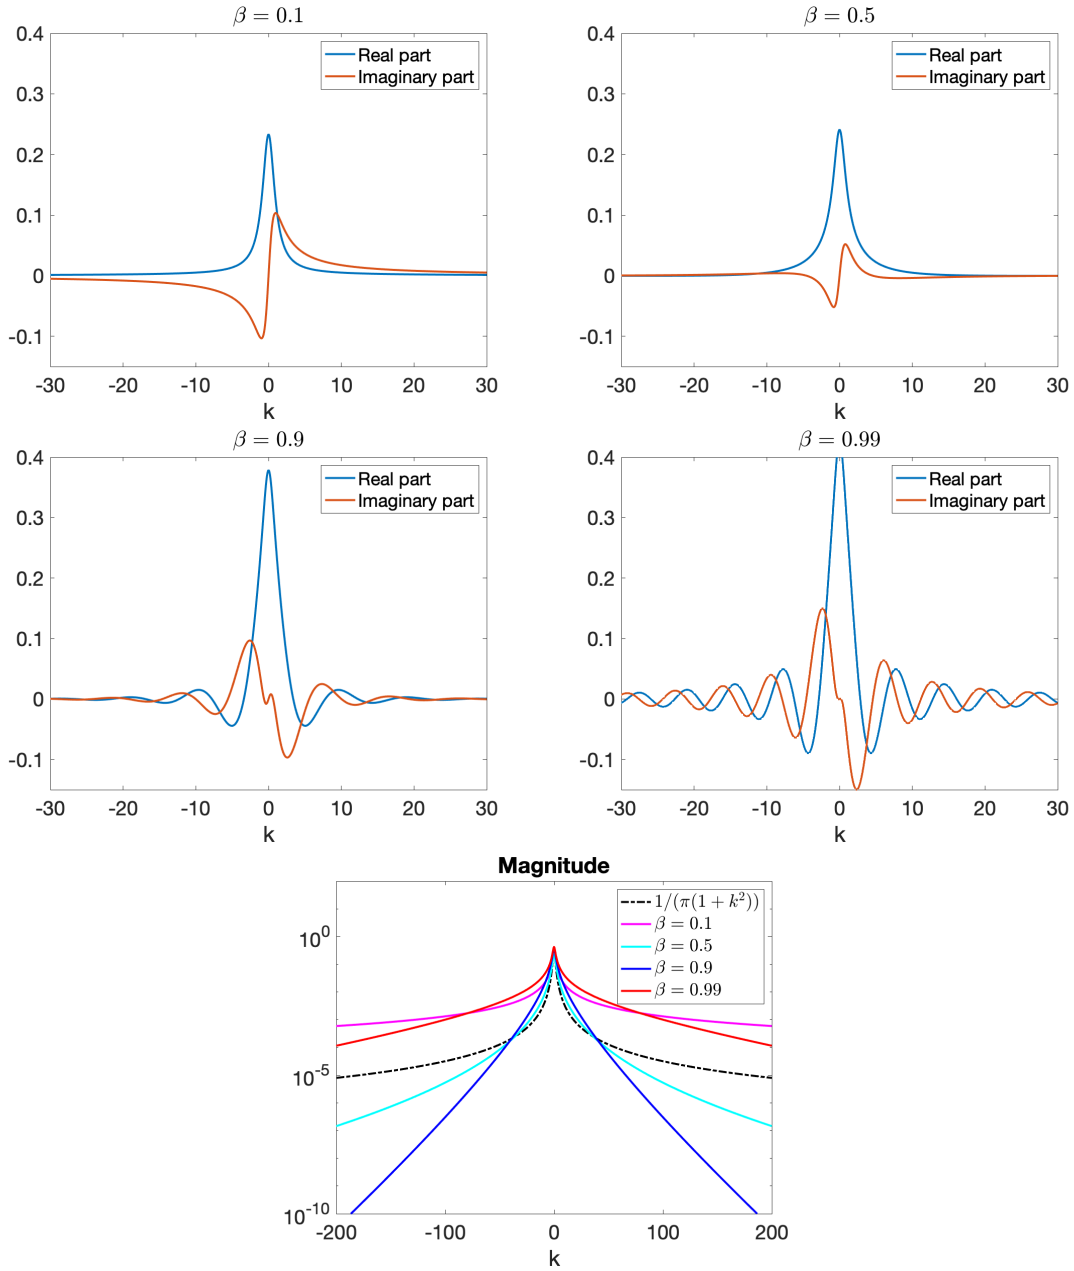 β = 0.1
0.4
0.3
0.2
0.1
0
-0.1
-30 -20 -10 0 10 20 30
k
Real part
Imaginary part
β = 0.5
0.4
0.3
0.2
0.1
0
-0.1
-30 -20 -10 0 10 20 30
k
Real part
Imaginary part
β = 0.9
0.4
0.3
0.2
0.1
0
-0.1
-30 -20 -10 0 10 20 30
k
Real part
Imaginary part
β = 0.99
0.4
0.3
0.2
0.1
0
-0.1
-30 -20 -10 0 10 20 30
k
Real part
Imaginary part
Magnitude
10^0
10^-5
10^-10
-200 -100 0 100 200
k
1/(π(1 + k²))
β = 0.1
β = 0.5
β = 0.9
β = 0.99